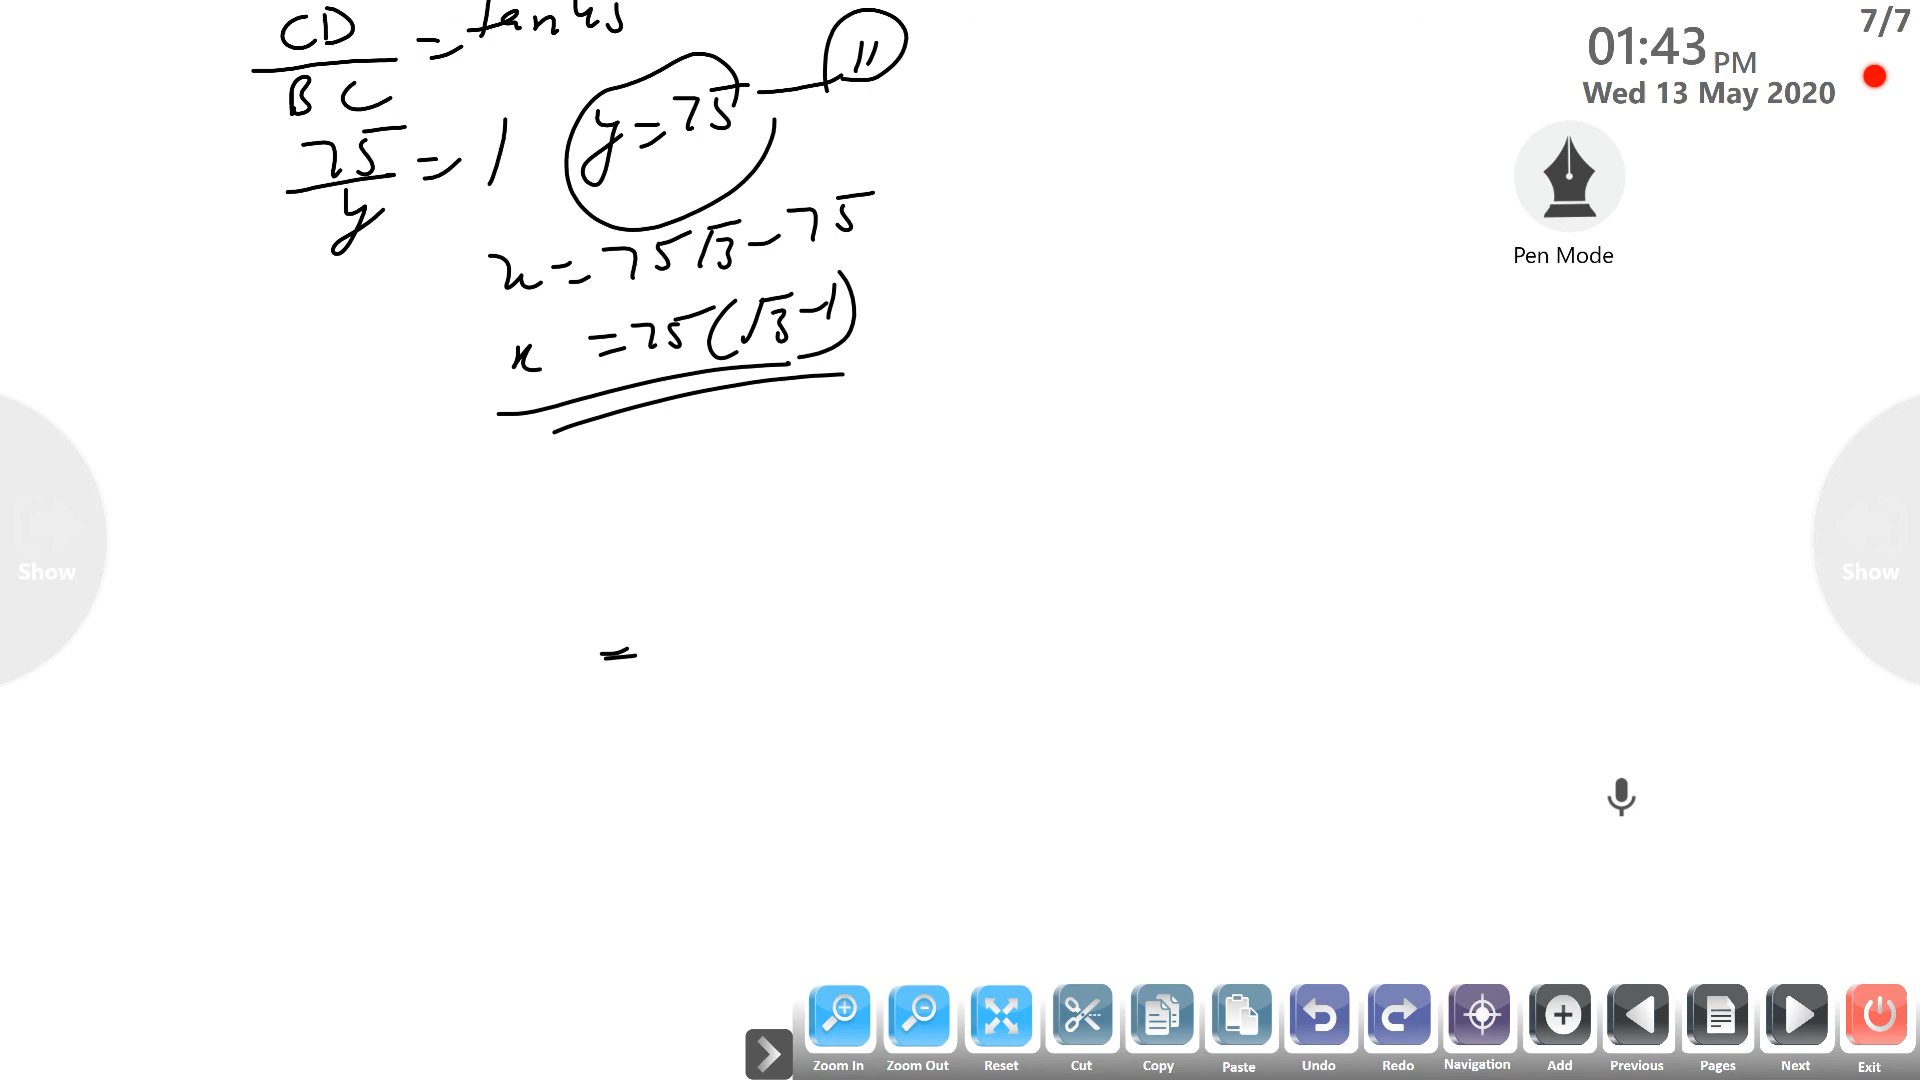 CD/BC = tan 45
75/y = 1 y = 75 — 11
x = 75√3 - 75
x = 75(√3-1)
=
7/7
01:43 PM
Wed 13 May 2020
Pen Mode
Show
Show
Zoom In Zoom Out Reset Cut Copy Paste Undo Redo Navigation Add Previous Pages Next Exit